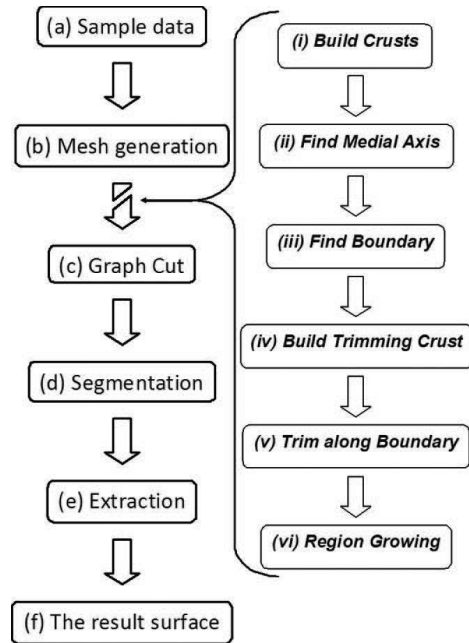 (a) Sample data
(b) Mesh generation
(c) Graph Cut
(d) Segmentation
(e) Extraction
(f) The result surface
(i) Build Crusts
(ii) Find Medial Axis
(iii) Find Boundary
(iv) Build Trimming Crust
(v) Trim along Boundary
(vi) Region Growing